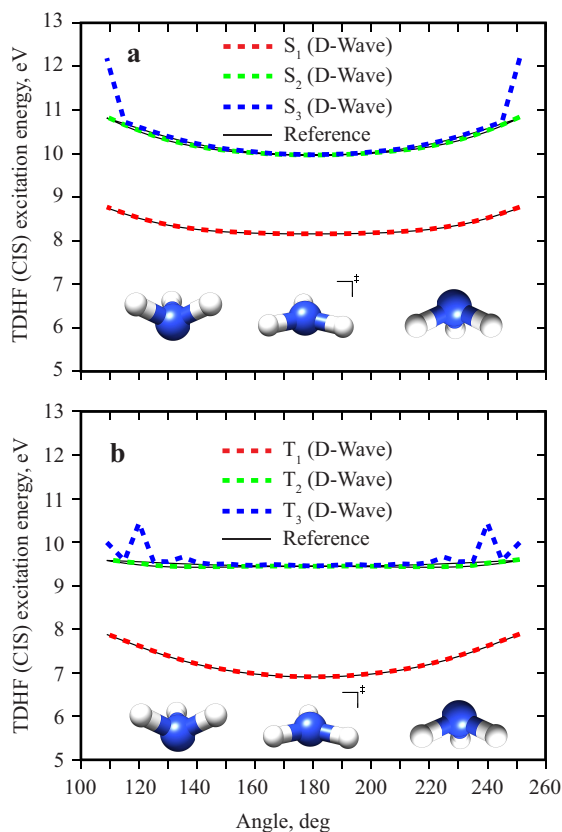 13
12
11
10
9
8
7
6
5
TDHF (CIS) excitation energy, eV
a
S1 (D-Wave)
S2 (D-Wave)
S3 (D-Wave)
Reference
‡
13
12
11
10
9
8
7
6
5
TDHF (CIS) excitation energy, eV
b
T1 (D-Wave)
T2 (D-Wave)
T3 (D-Wave)
Reference
‡
100 120 140 160 180 200 220 240 260
Angle, deg